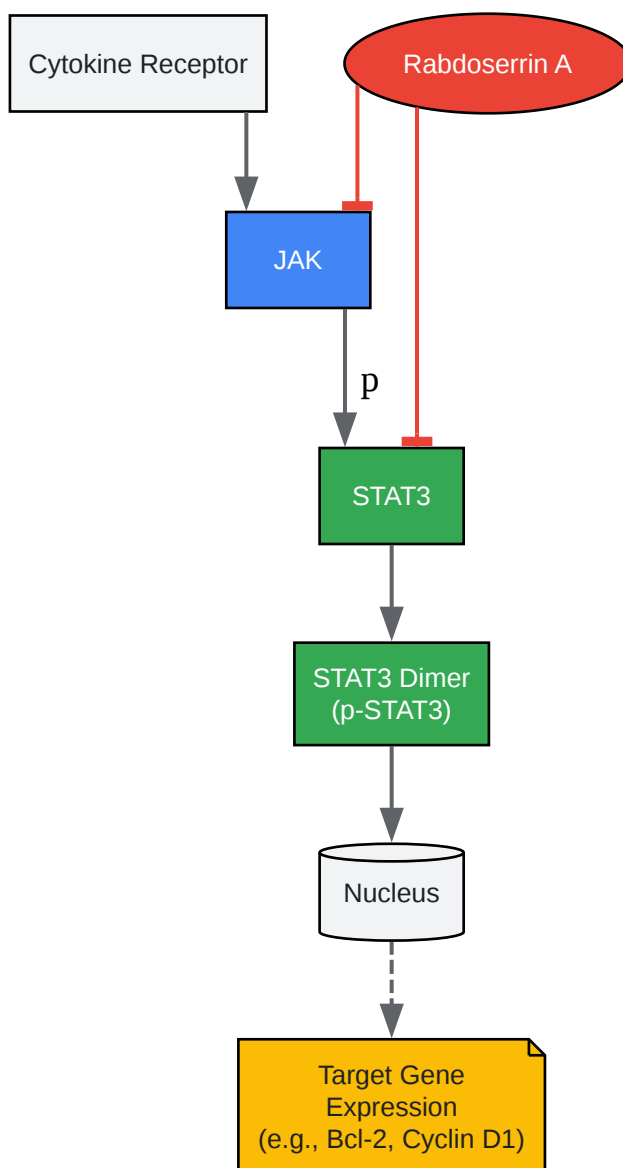 Cytokine Receptor
Rabdoserrin A
JAK
p
STAT3
STAT3 Dimer
(p-STAT3)
Nucleus
Target Gene
Expression
(e.g., Bcl-2, Cyclin D1)